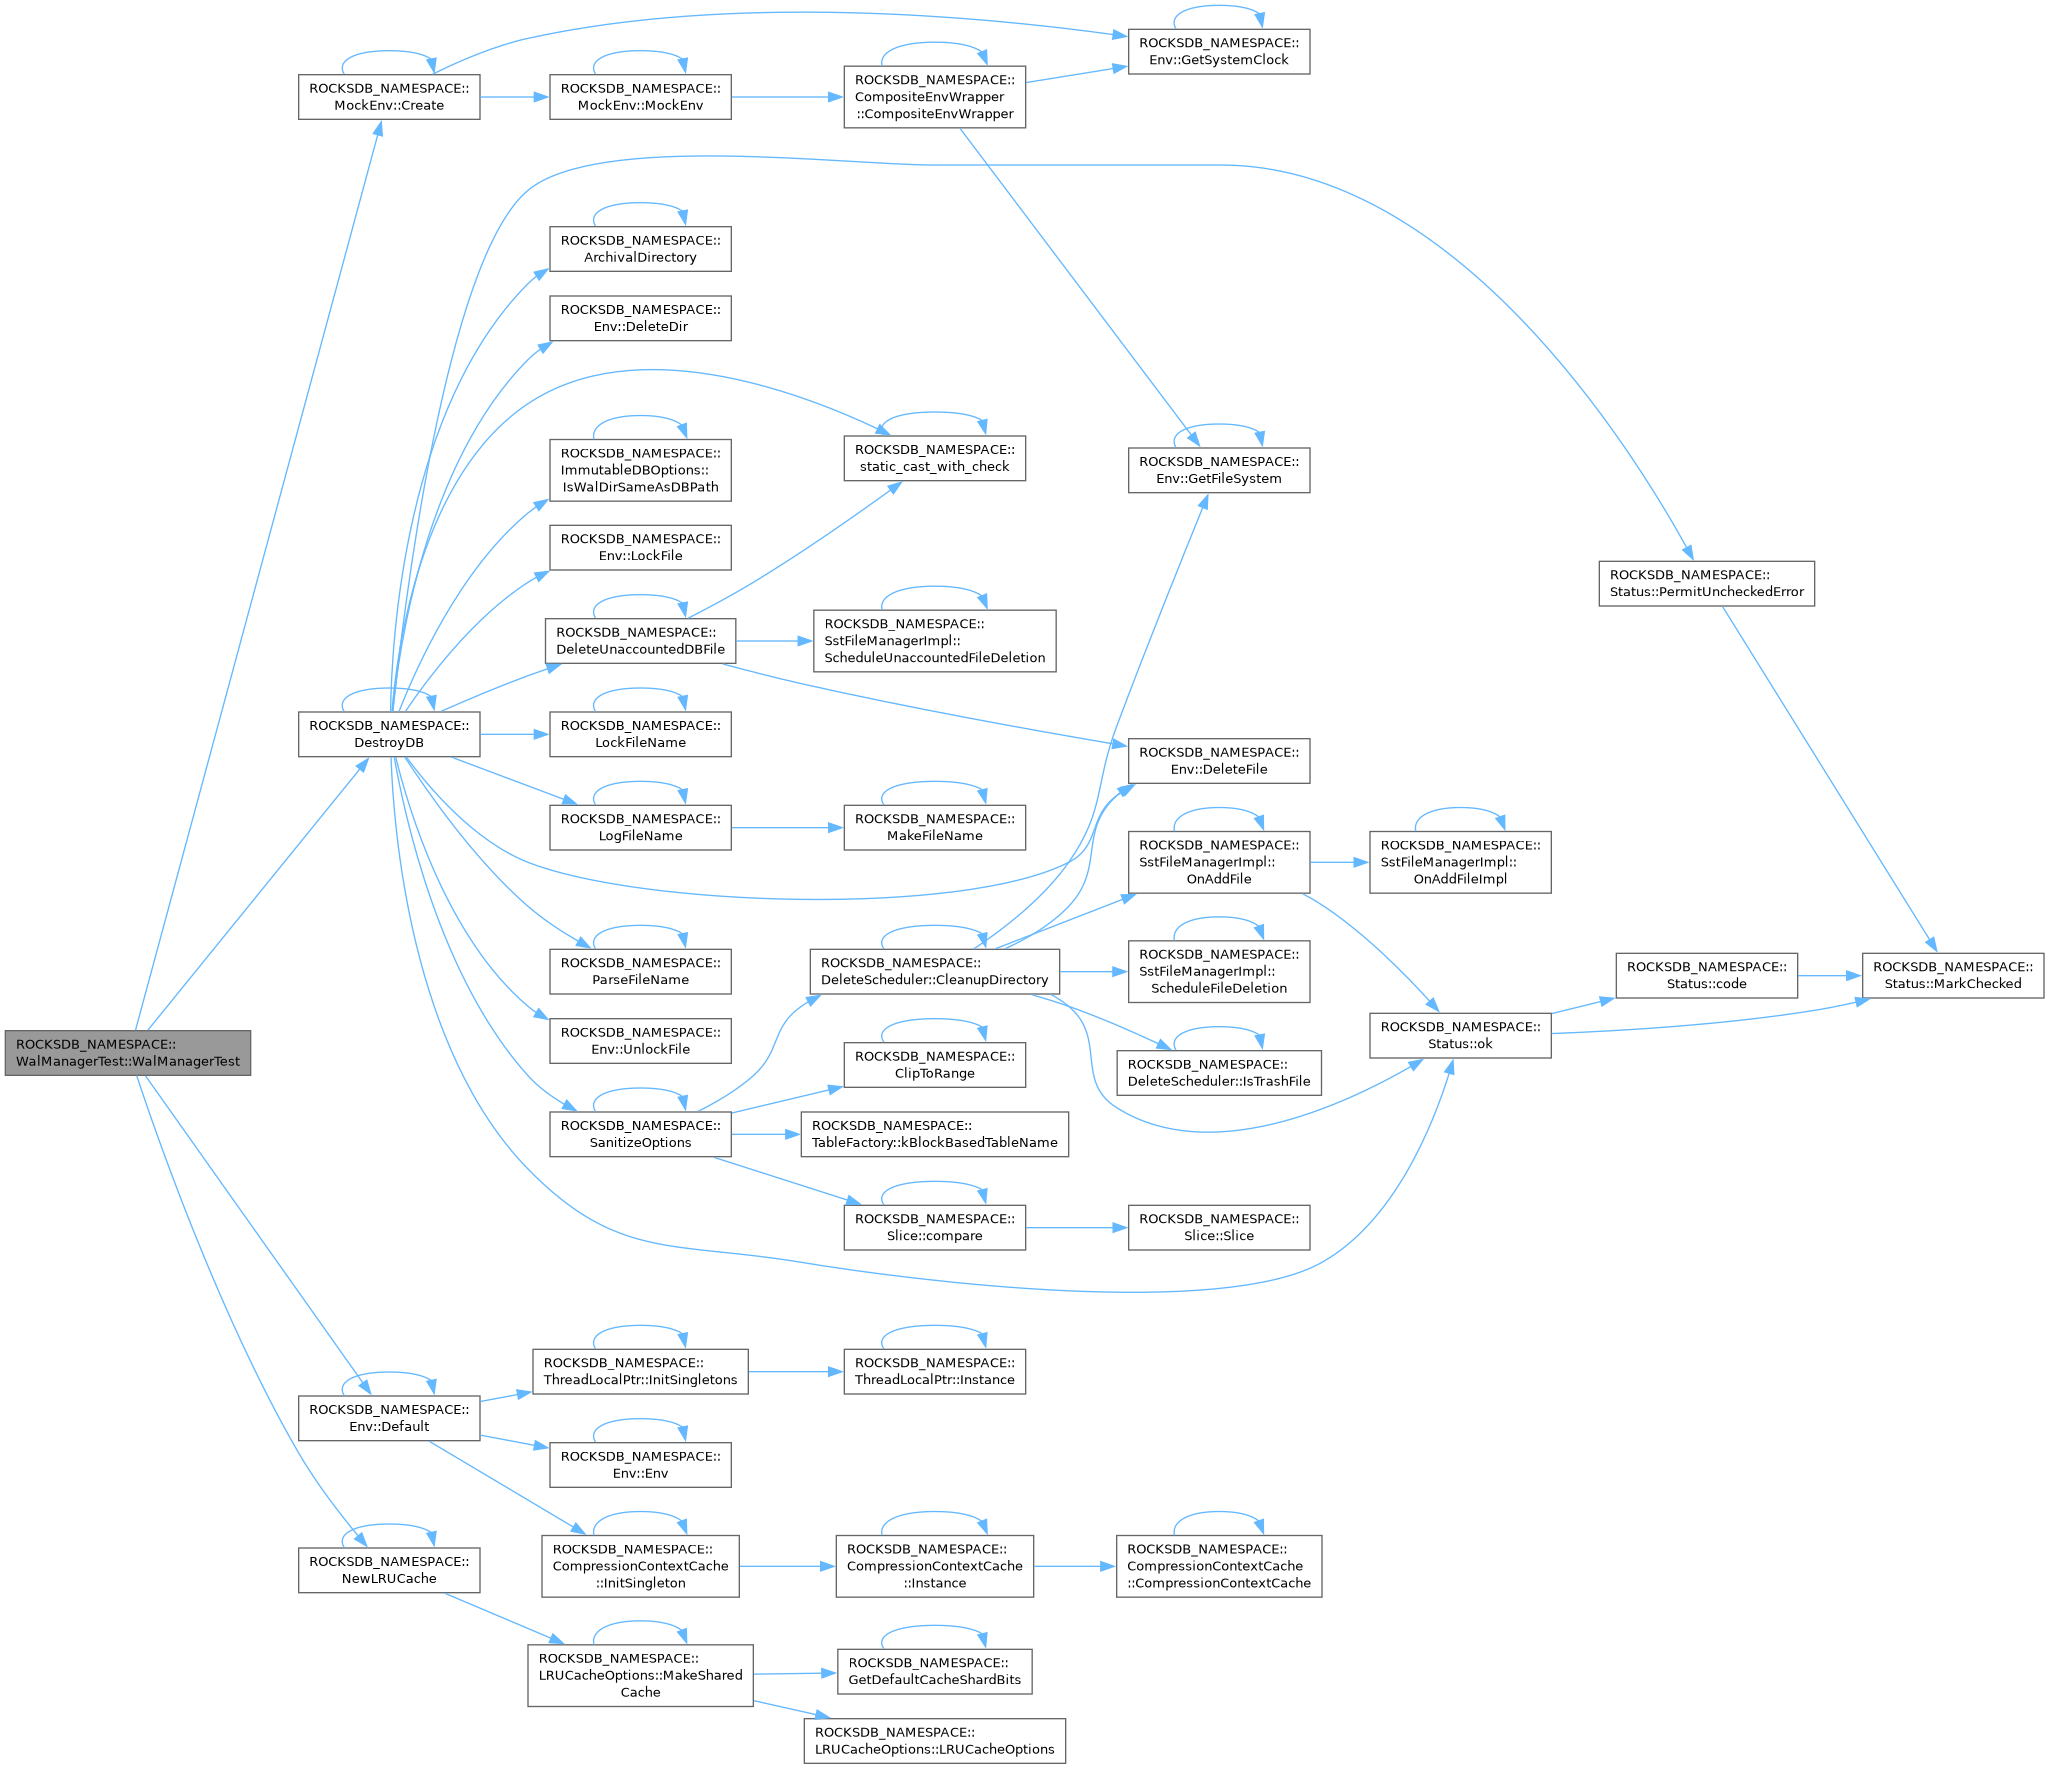 ROCKSDB_NAMESPACE::
WalManagerTest::WalManagerTest
ROCKSDB_NAMESPACE::
MockEnv::Create
ROCKSDB_NAMESPACE::
DestroyDB
ROCKSDB_NAMESPACE::
Env::Default
ROCKSDB_NAMESPACE::
NewLRUCache
ROCKSDB_NAMESPACE::
MockEnv::MockEnv
ROCKSDB_NAMESPACE::
ArchivalDirectory
ROCKSDB_NAMESPACE::
Env::DeleteDir
ROCKSDB_NAMESPACE::
ImmutableDBOptions::
IsWalDirSameAsDBPath
ROCKSDB_NAMESPACE::
Env::LockFile
ROCKSDB_NAMESPACE::
DeleteUnaccountedDBFile
ROCKSDB_NAMESPACE::
LockFileName
ROCKSDB_NAMESPACE::
LogFileName
ROCKSDB_NAMESPACE::
ParseFileName
ROCKSDB_NAMESPACE::
Env::UnlockFile
ROCKSDB_NAMESPACE::
SanitizeOptions
ROCKSDB_NAMESPACE::
ThreadLocalPtr::InitSingletons
ROCKSDB_NAMESPACE::
Env::Env
ROCKSDB_NAMESPACE::
CompressionContextCache
::InitSingleton
ROCKSDB_NAMESPACE::
LRUCacheOptions::MakeShared
Cache
ROCKSDB_NAMESPACE::
CompositeEnvWrapper
::CompositeEnvWrapper
ROCKSDB_NAMESPACE::
static_cast_with_check
ROCKSDB_NAMESPACE::
SstFileManagerImpl::
ScheduleUnaccountedFileDeletion
ROCKSDB_NAMESPACE::
MakeFileName
ROCKSDB_NAMESPACE::
DeleteScheduler::CleanupDirectory
ROCKSDB_NAMESPACE::
ClipToRange
ROCKSDB_NAMESPACE::
TableFactory::kBlockBasedTableName
ROCKSDB_NAMESPACE::
Slice::compare
ROCKSDB_NAMESPACE::
ThreadLocalPtr::Instance
ROCKSDB_NAMESPACE::
CompressionContextCache
::Instance
ROCKSDB_NAMESPACE::
GetDefaultCacheShardBits
ROCKSDB_NAMESPACE::
LRUCacheOptions::LRUCacheOptions
ROCKSDB_NAMESPACE::
Env::GetSystemClock
ROCKSDB_NAMESPACE::
Env::GetFileSystem
ROCKSDB_NAMESPACE::
Env::DeleteFile
ROCKSDB_NAMESPACE::
SstFileManagerImpl::
OnAddFile
ROCKSDB_NAMESPACE::
SstFileManagerImpl::
ScheduleFileDeletion
ROCKSDB_NAMESPACE::
DeleteScheduler::IsTrashFile
ROCKSDB_NAMESPACE::
Slice::Slice
ROCKSDB_NAMESPACE::
CompressionContextCache
::CompressionContextCache
ROCKSDB_NAMESPACE::
SstFileManagerImpl::
OnAddFileImpl
ROCKSDB_NAMESPACE::
Status::ok
ROCKSDB_NAMESPACE::
Status::PermitUncheckedError
ROCKSDB_NAMESPACE::
Status::code
ROCKSDB_NAMESPACE::
Status::MarkChecked